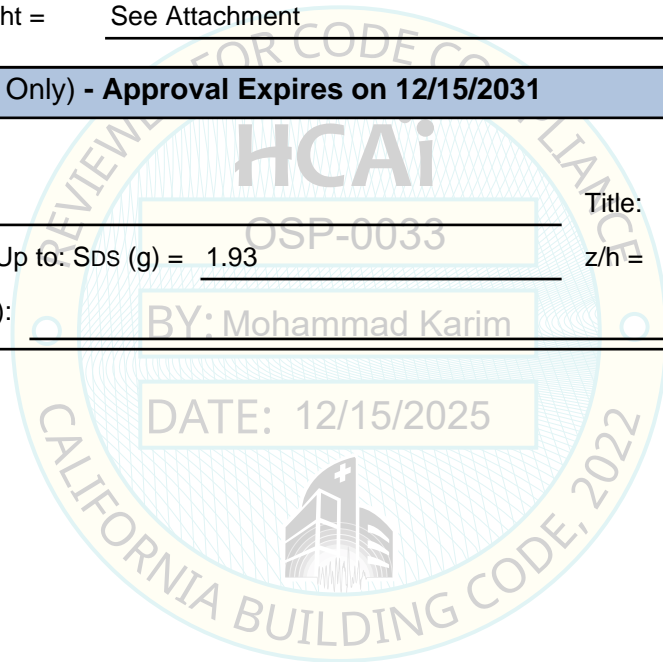 ht = See Attachment
Only) - Approval Expires on 12/15/2031
REVIEWED FOR CODE COMPLIANCE
HCAi
Title:
OSP-0033
Up to: SDS (g) = 1.93 z/h =
):
BY: Mohammad Karim
DATE: 12/15/2025
CALIFORNIA BUILDING CODE, 2022